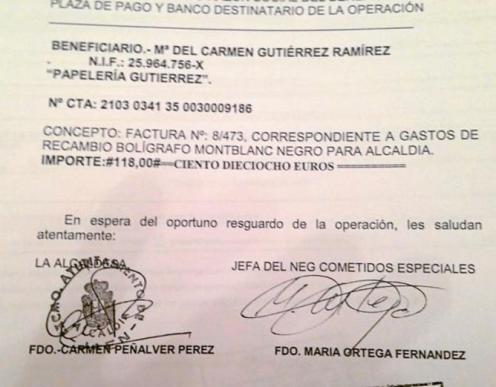 PLAZA DE PAGO Y BANCO DESTINATARIO DE LA OPERACIÓN
BENEFICIARIO.- Mª DEL CARMEN GUTIÉRREZ RAMÍREZ
. N.I.F.: 25.964.756-X
"PAPELERÍA GUTIERREZ".
Nº CTA: 2103 0341 35 0030009186
CONCEPTO: FACTURA Nº: 8/473, CORRESPONDIENTE A GASTOS DE
RECAMBIO BOLÍGRAFO MONTBLANC NEGRO PARA ALCALDIA.
IMPORTE:#118,00#==CIENTO DIECIOCHO EUROS ==========
En espera del oportuno resguardo de la operación, les saludan
atentamente:
LA ALCALDESA JEFA DEL NEG COMETIDOS ESPECIALES
FDO.-CARMEN PEÑALVER PEREZ FDO. MARIA ORTEGA FERNANDEZ